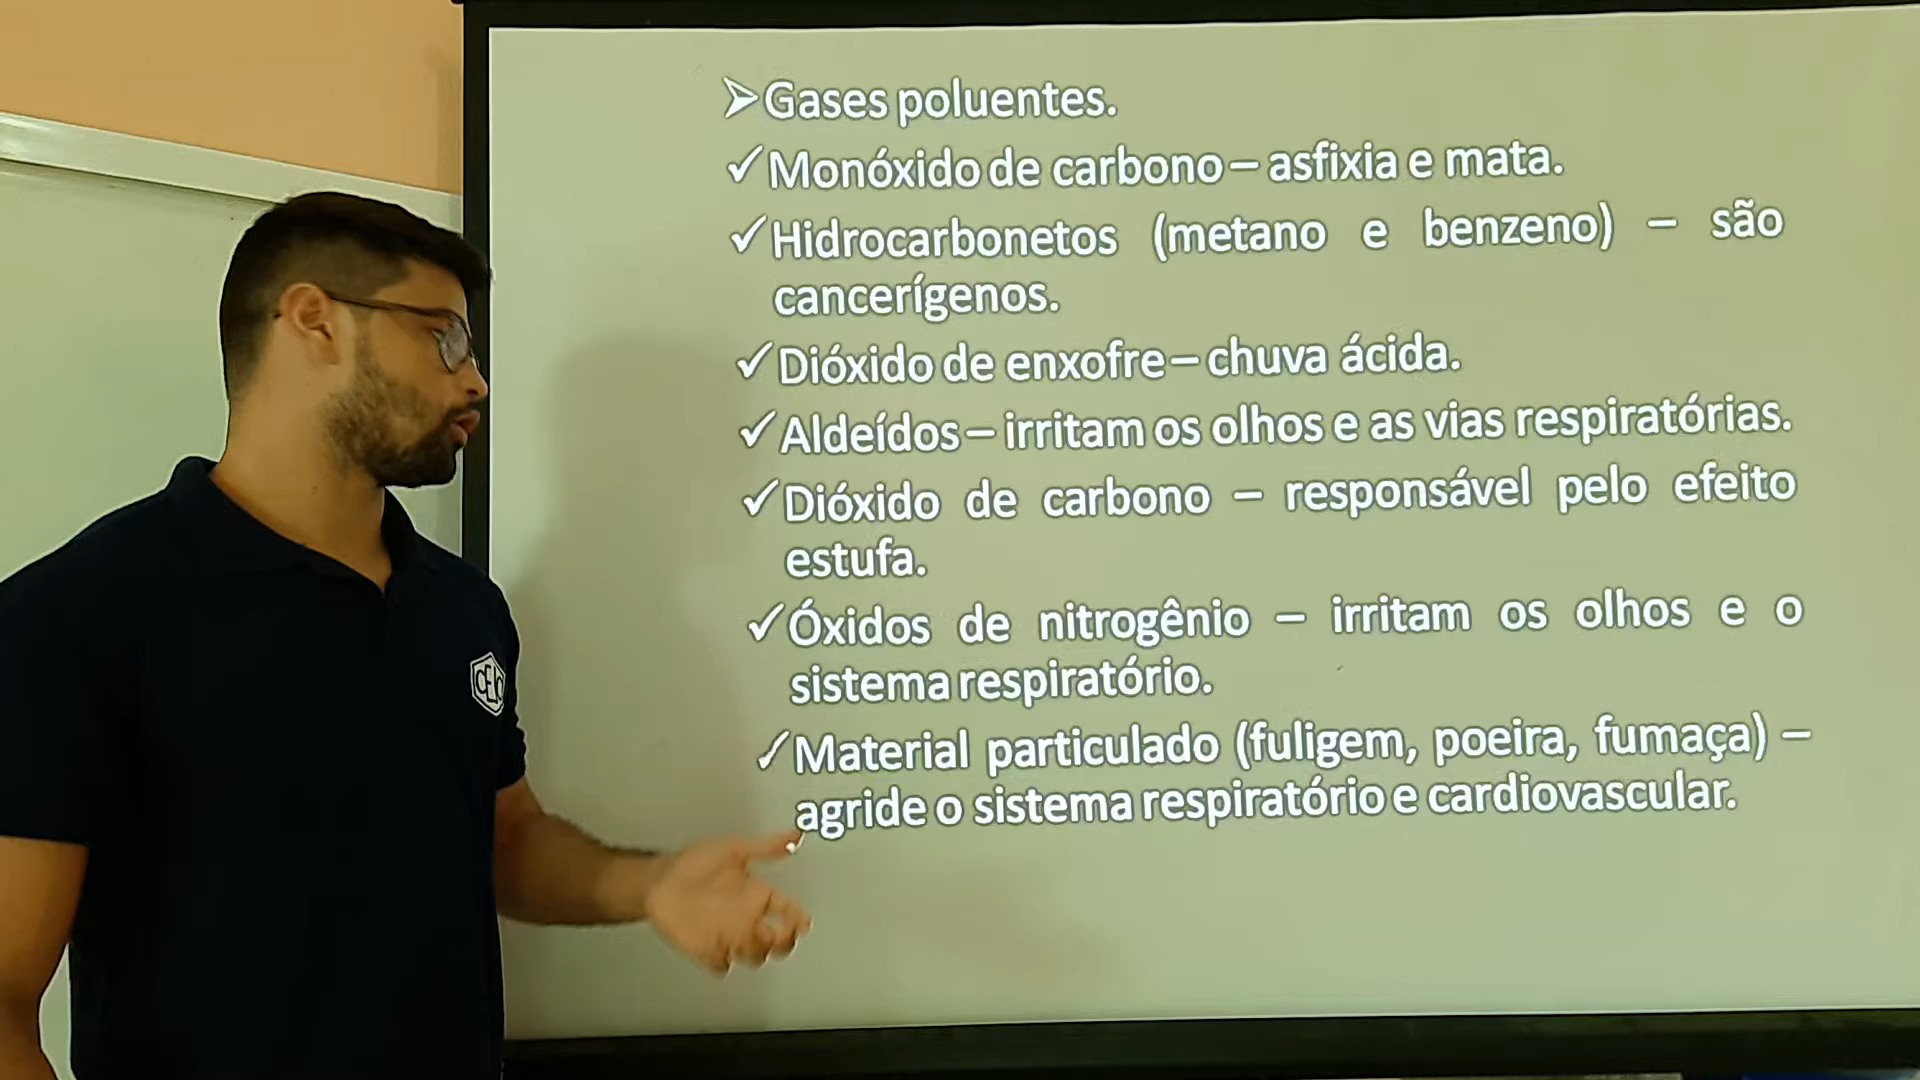 ➢Gases poluentes.
✓Monóxido de carbono – asfixia e mata.
✓Hidrocarbonetos (metano e benzeno) – são
cancerígenos.
✓Dióxido de enxofre – chuva ácida.
✓Aldeídos – irritam os olhos e as vias respiratórias.
✓Dióxido de carbono – responsável pelo efeito
estufa.
✓Óxidos de nitrogênio – irritam os olhos e o
sistema respiratório.
✓Material particulado (fuligem, poeira, fumaça) –
agride o sistema respiratório e cardiovascular.